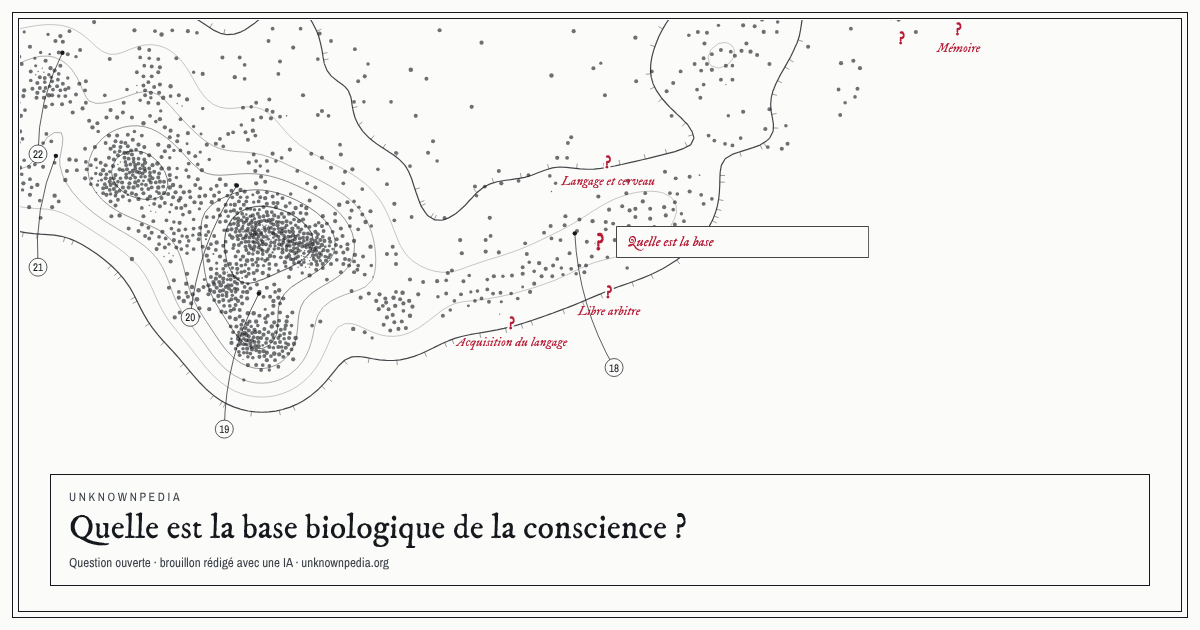 ?
?
Mémoire
22
?
Langage et cerveau
? Quelle est la base
21
?
Libre arbitre
20
?
Acquisition du langage
18
19
UNKNOWNPEDIA
Quelle est la base biologique de la conscience ?
Question ouverte · brouillon rédigé avec une IA · unknownpedia.org